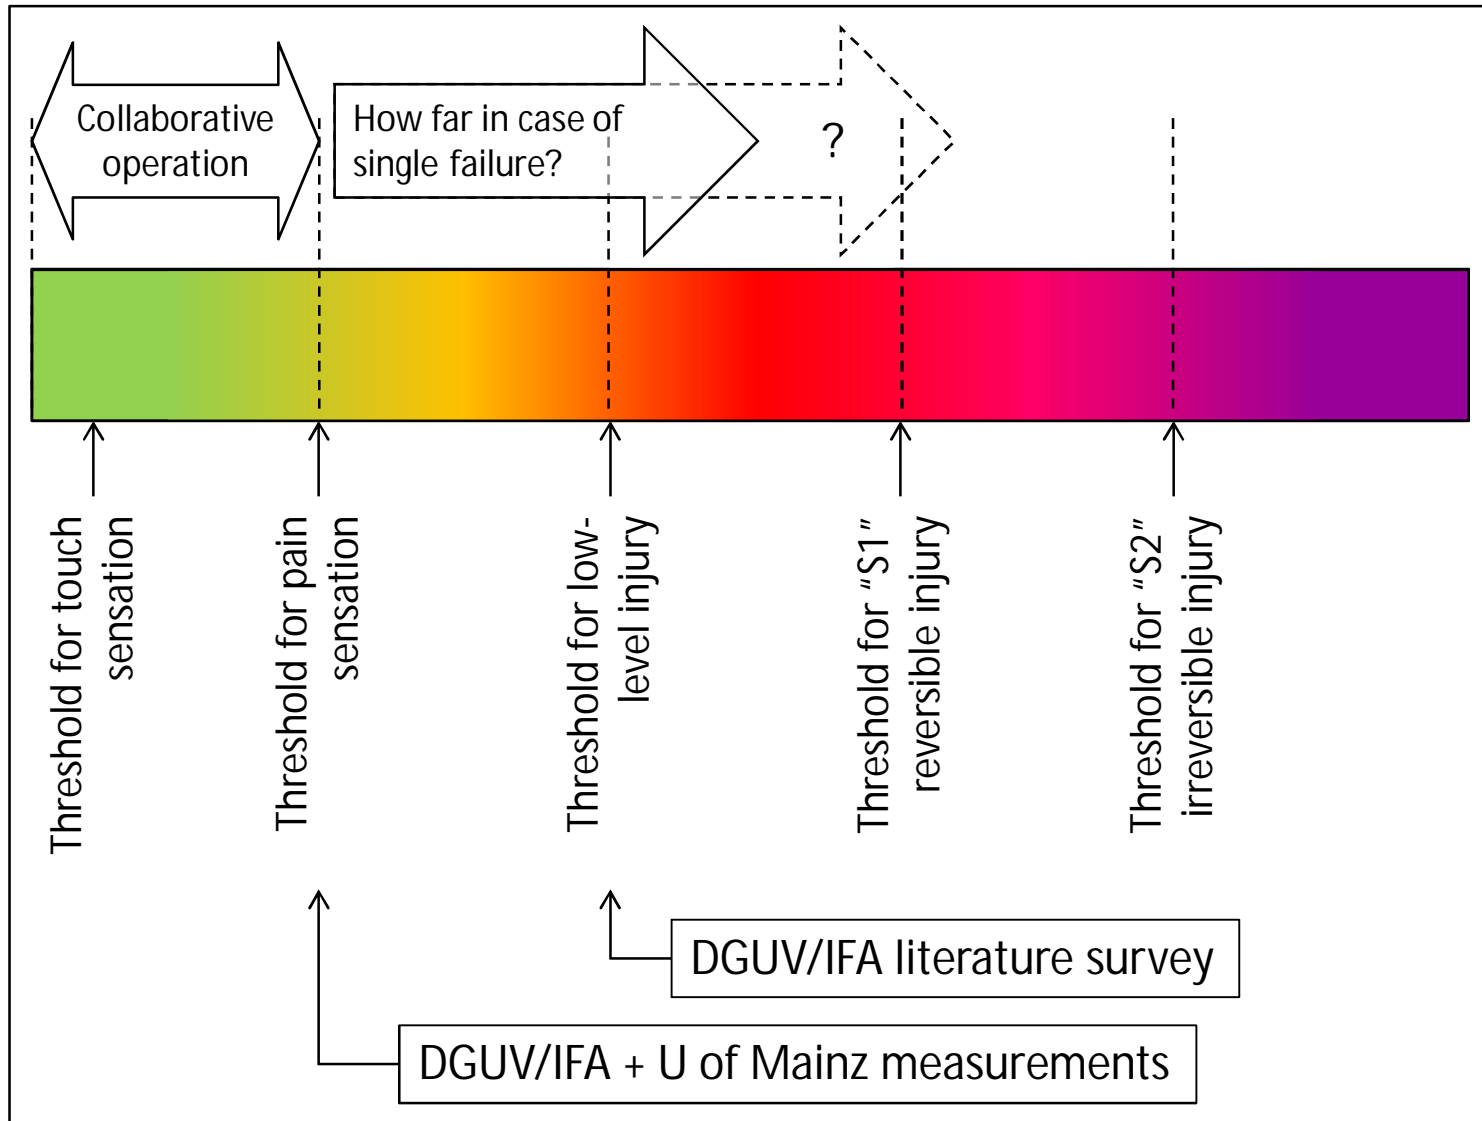 Collaborative
operation
How far in case of
single failure?
?
Threshold for touch
sensation
Threshold for pain
sensation
Threshold for low-
level injury
Threshold for “S1”
reversible injury
Threshold for “S2”
irreversible injury
DGUV/IFA literature survey
DGUV/IFA + U of Mainz measurements